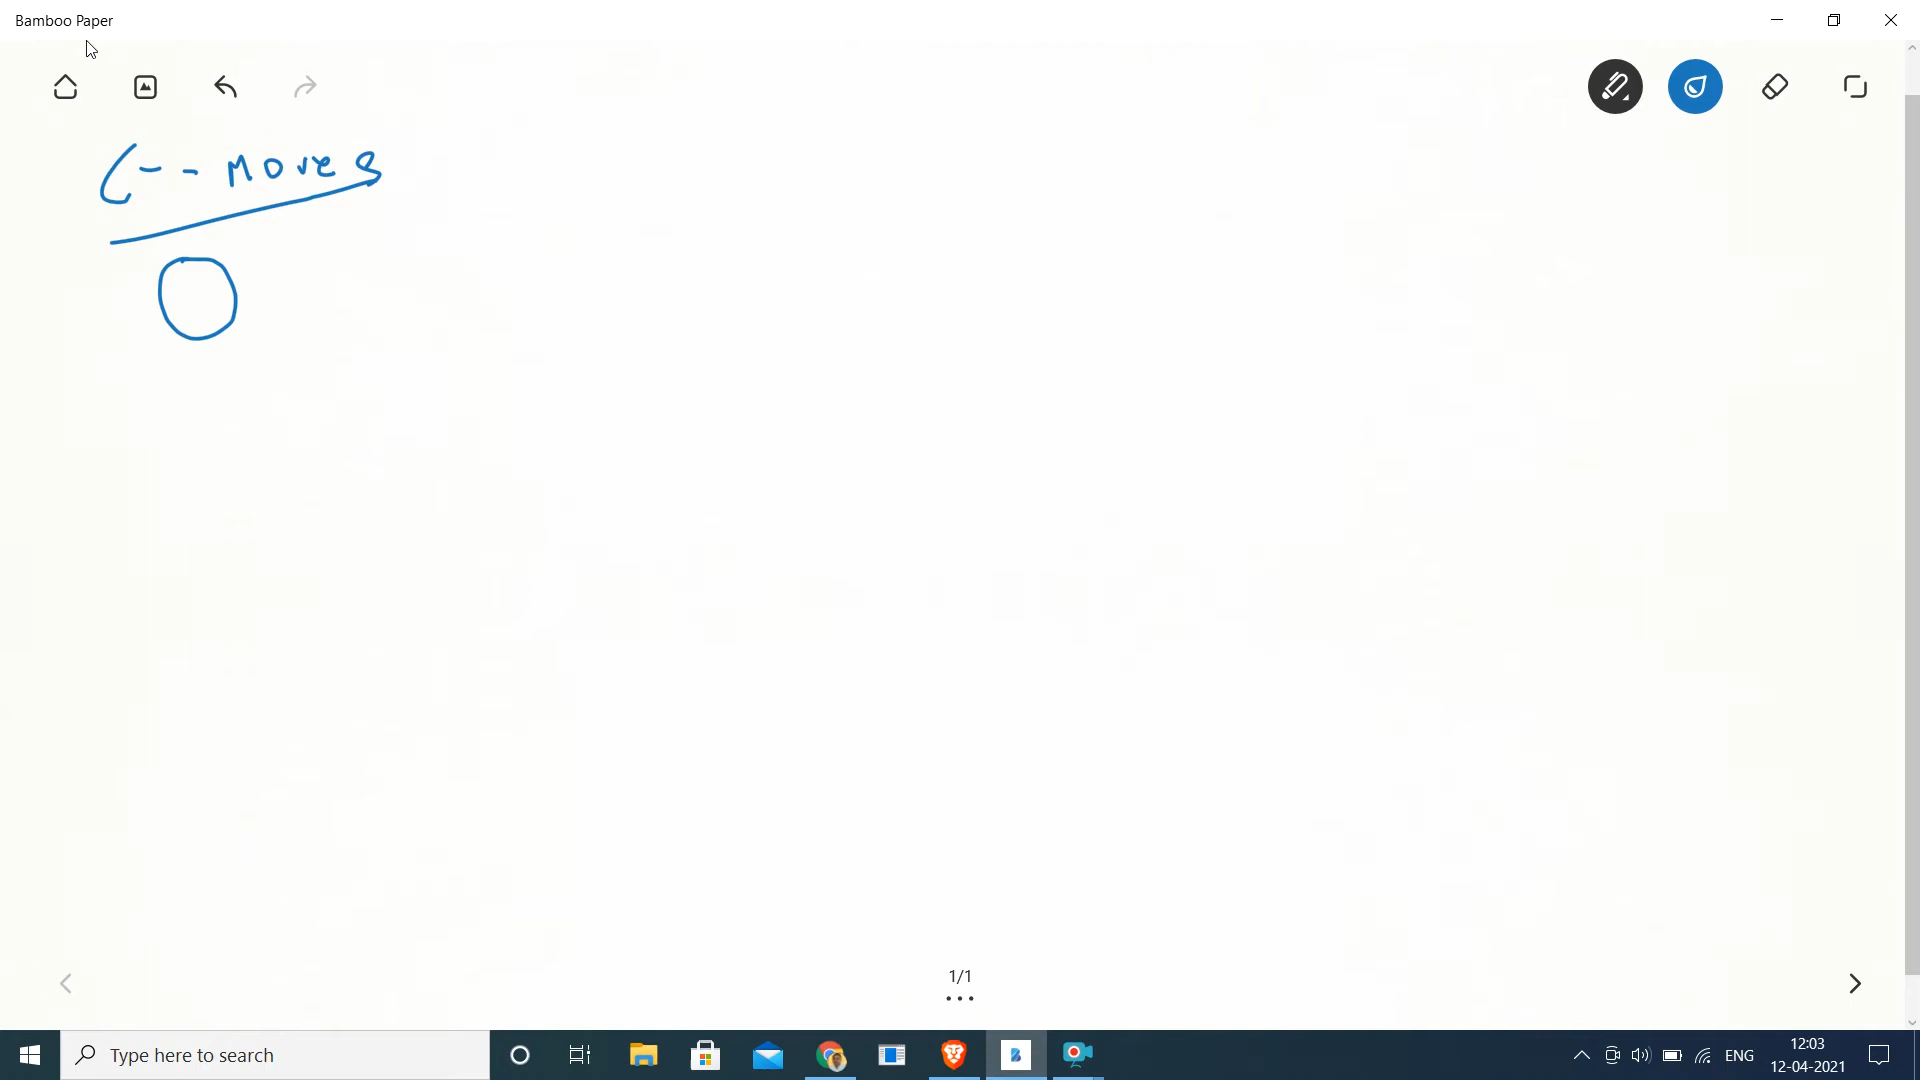 Bamboo Paper
(-- Moves
1/1
Type here to search
ENG
12:03
12-04-2021